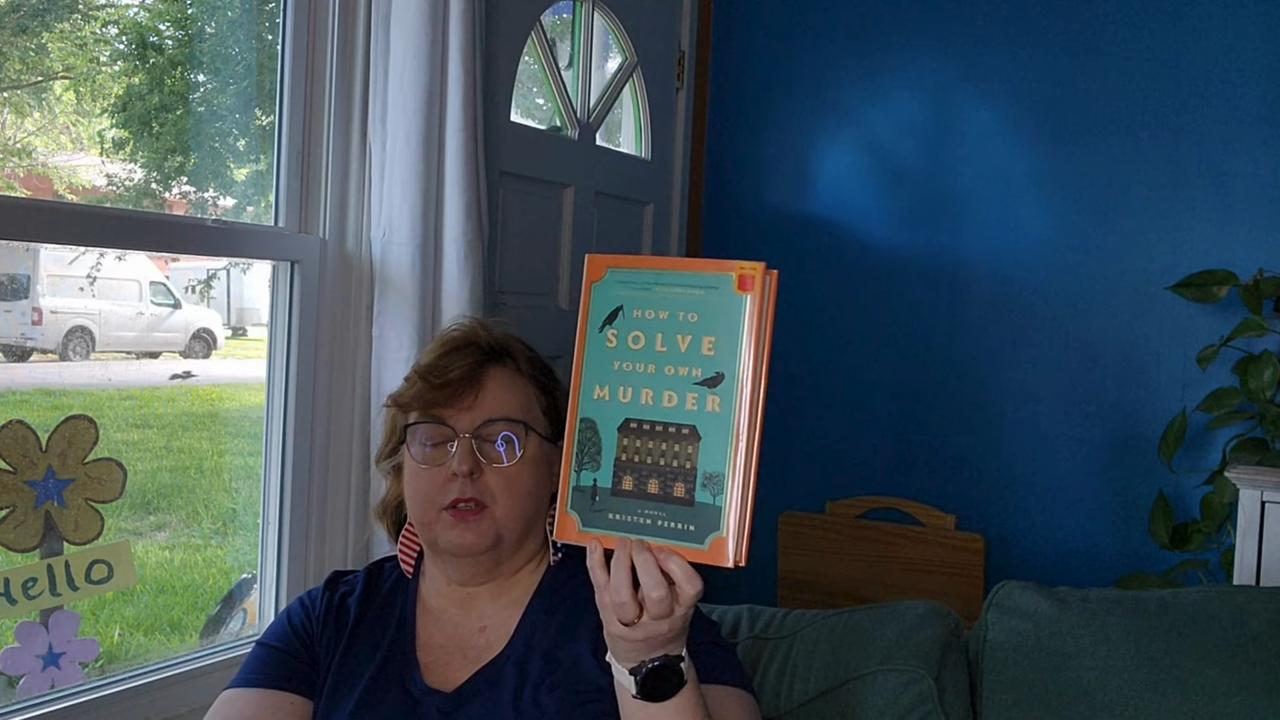 HOW TO
SOLVE
YOUR OWN
MURDER
A NOVEL
KRISTEN PERRIN
Hello